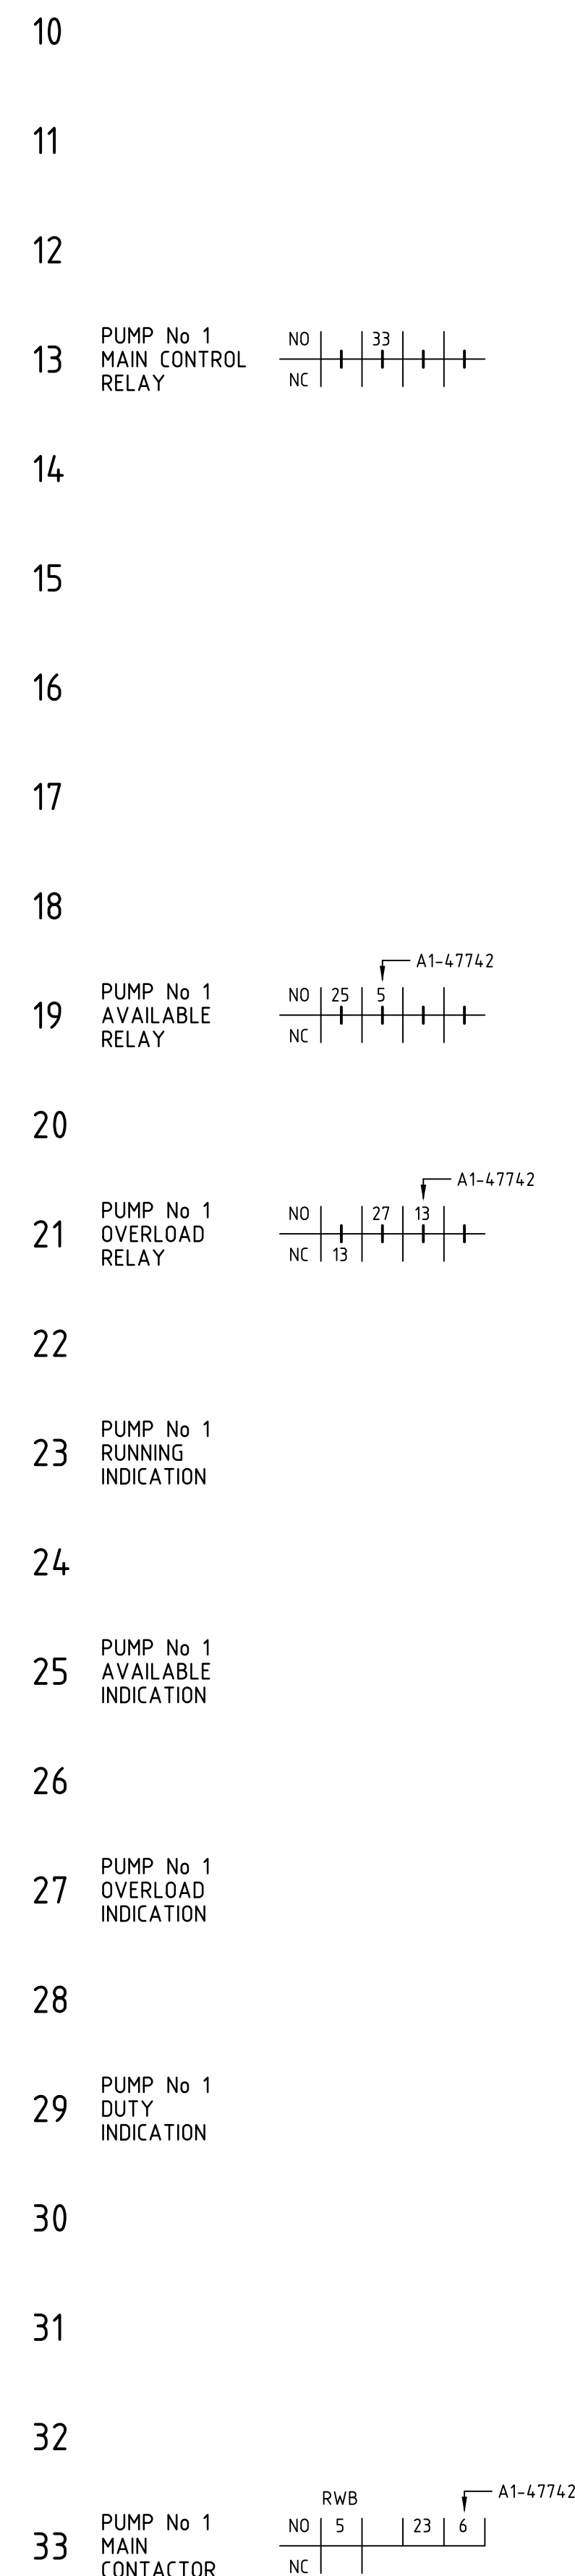 10
11
12
13
PUMP No 1
MAIN CONTROL
RELAY
NO 33
NC
14
15
16
17
18
A1-47742
19
PUMP No 1
AVAILABLE
RELAY
NO 25 5
NC
20
A1-47742
21
PUMP No 1
OVERLOAD
RELAY
NO 27 13
NC 13
22
23
PUMP No 1
RUNNING
INDICATION
24
25
PUMP No 1
AVAILABLE
INDICATION
26
27
PUMP No 1
OVERLOAD
INDICATION
28
29
PUMP No 1
DUTY
INDICATION
30
31
32
A1-47742
RWB
33
PUMP No 1
MAIN
CONTACTOR
NO 5 23 6
NC